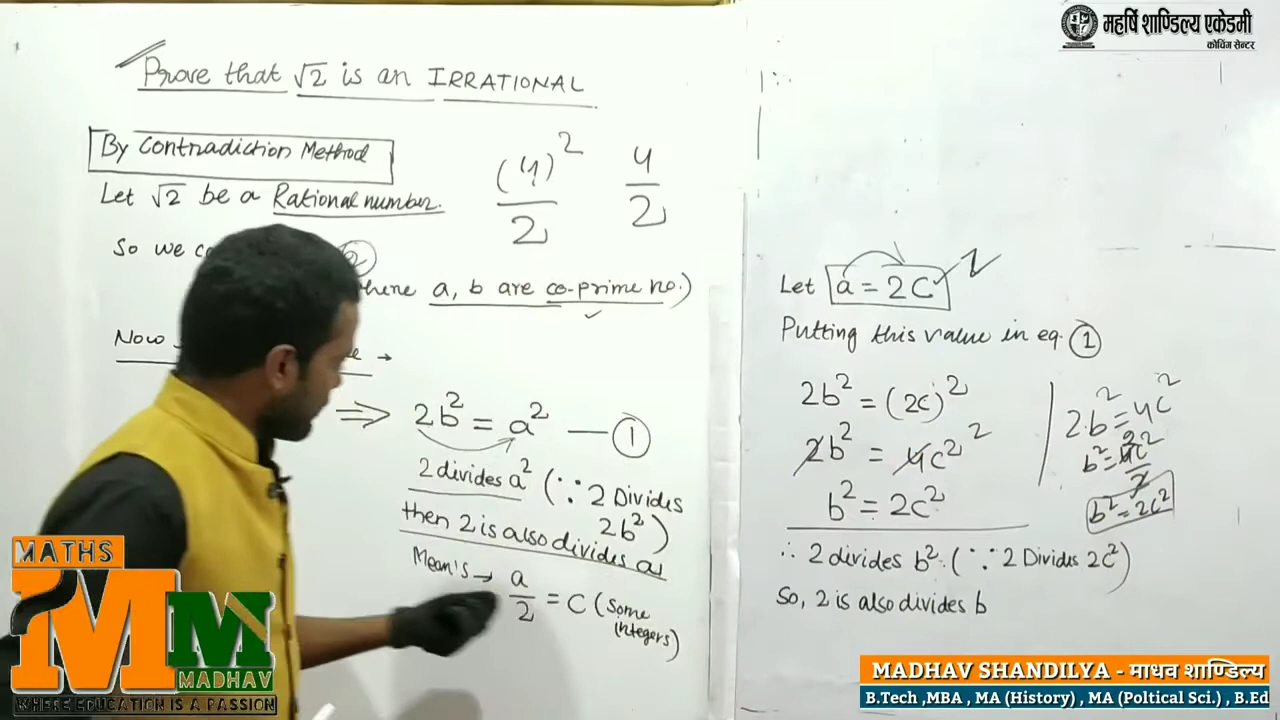 महर्षि शाण्डिल्य एकेडमी
कोचिंग सेन्टर
Prove that √2 is an IRRATIONAL
By Contradiction Method
Let √2 be a Rational number.
(4)²/2
4/2
So we
a, b are co-prime no.)
Now
⇒ 2b² = a² — ①
2 divides a² (∵ 2 Divides
2b²)
then 2 is also divides a
Mean's → a/2 = C (Some
integers)
Let a = 2C
Putting this value in eq. ①
2b² = (2c)²
2b² = 4c²
b² = 2c²
2b² = 4c²
b² = 4c²/2
b² = 2c²
∴ 2 divides b² (∵ 2 Divides 2c²)
So, 2 is also divides b
MATHS
MM
MADHAV
WHERE EDUCATION IS A PASSION
MADHAV SHANDILYA - माधव शाण्डिल्य
B.Tech ,MBA , MA (History) , MA (Poltical Sci.) , B.Ed